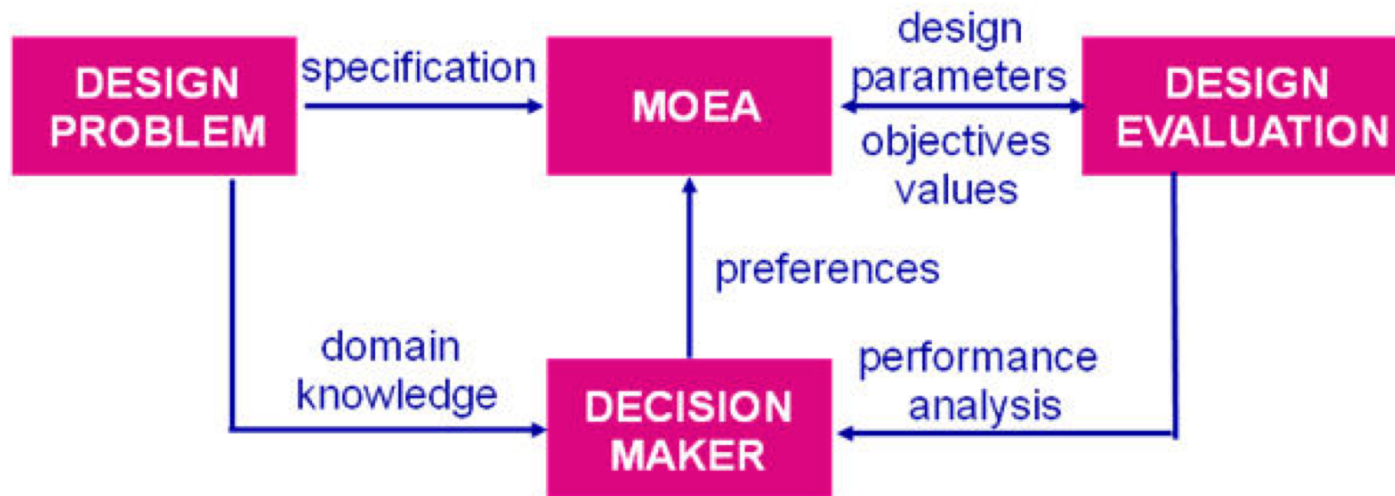 DESIGN
PROBLEM
specification
MOEA
design
parameters
objectives
values
DESIGN
EVALUATION
preferences
domain
knowledge
DECISION
MAKER
performance
analysis